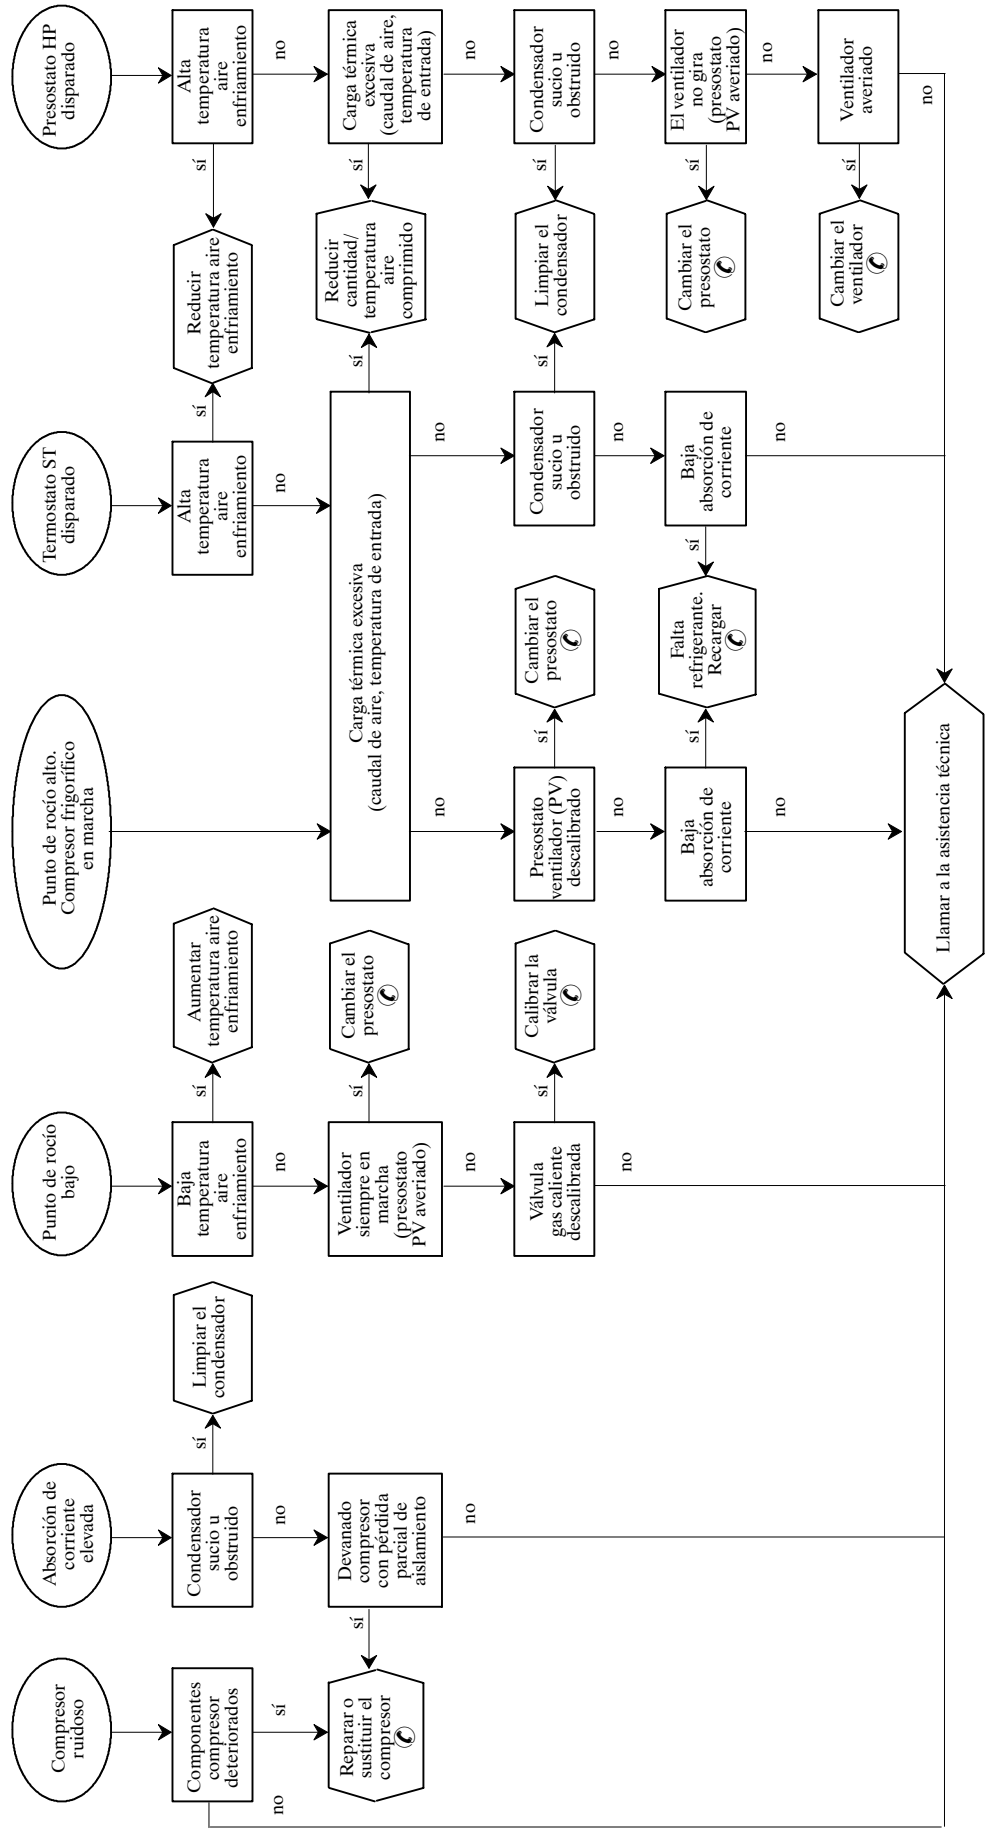 Compresor
ruidoso
Componentes
compresor
deteriorados
sí
no
Reparar o
sustituir el
compresor
Absorción de
corriente
elevada
Condensador
sucio u
obstruido
sí
Limpiar el
condensador
no
Devanado
compresor
con pérdida
parcial de
aislamiento
sí
no
Punto de rocío
bajo
Baja
temperatura
aire
enfriamiento
sí
Aumentar
temperatura aire
enfriamiento
no
Ventilador
siempre en
marcha
(presostato
PV averiado)
sí
Cambiar el
presostato
no
Válvula
gas caliente
descalibrada
sí
Calibrar la
válvula
no
Punto de rocío alto.
Compresor frigorífico
en marcha
Carga térmica excesiva
(caudal de aire, temperatura de entrada)
sí
no
Presostato
ventilador (PV)
descalibrado
sí
Cambiar el
presostato
no
Baja
absorción de
corriente
sí
Falta
refrigerante.
Recargar
no
Termostato ST
disparado
Alta
temperatura
aire
enfriamiento
sí
Reducir
temperatura aire
enfriamiento
no
no
Condensador
sucio u
obstruido
sí
Limpiar el
condensador
no
Baja
absorción de
corriente
sí
no
Presostato HP
disparado
Alta
temperatura
aire
enfriamiento
sí
no
Carga térmica
excesiva
(caudal de aire,
temperatura
de entrada)
sí
Reducir
cantidad/
temperatura
aire
comprimido
no
Condensador
sucio u
obstruido
sí
no
El ventilador
no gira
(presostato
PV averiado)
sí
Cambiar el
presostato
no
Ventilador
averiado
sí
Cambiar el
ventilador
no
Llamar a la asistencia técnica